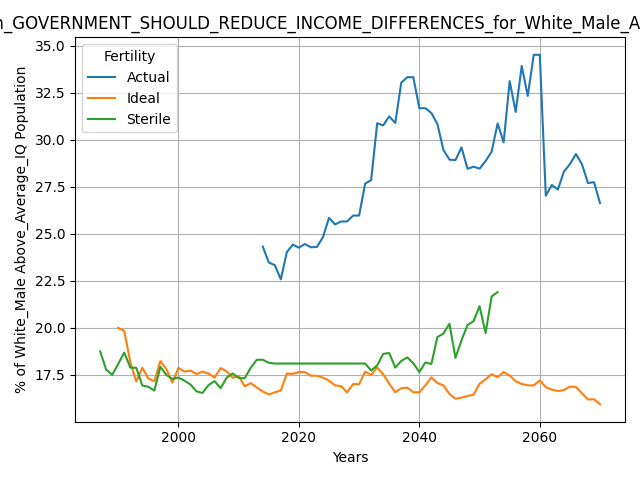 GOVERNMENT_SHOULD_REDUCE_INCOME_DIFFERENCES_for_White_Male_A
Fertility
Actual
Ideal
Sterile
35.0
32.5
30.0
27.5
25.0
22.5
20.0
17.5
% of White_Male Above_Average_IQ Population
2000
2020
2040
2060
Years